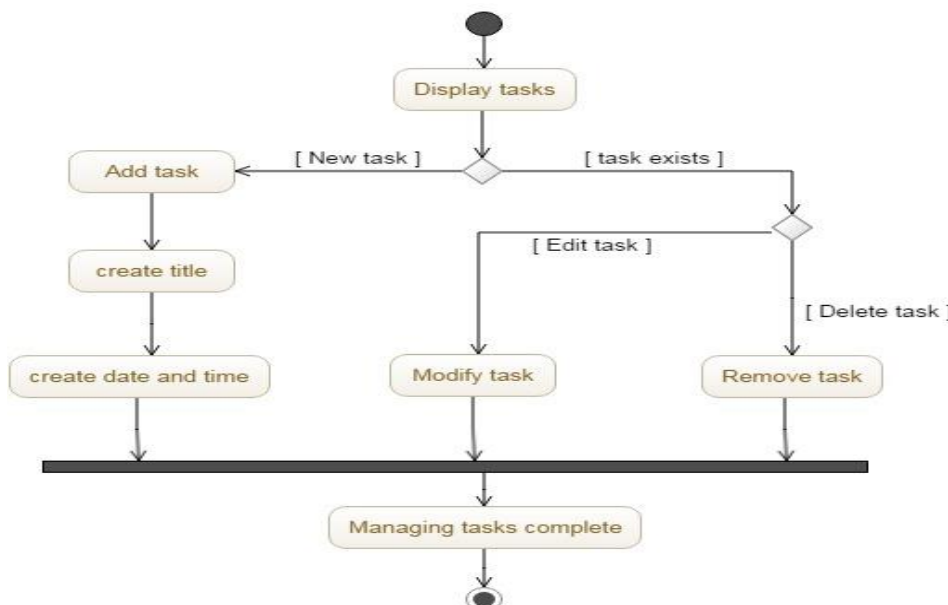 Display tasks
[ New task ]
[ task exists ]
Add task
[ Edit task ]
create title
[ Delete task ]
create date and time
Modify task
Remove task
Managing tasks complete